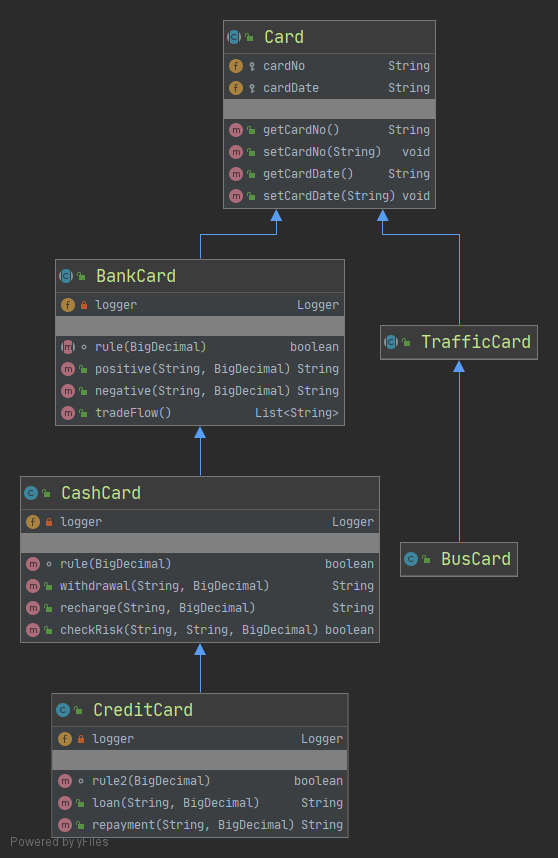 Card
cardNo String
cardDate String
getCardNo() String
setCardNo(String) void
getCardDate() String
setCardDate(String) void
BankCard
logger Logger
rule(BigDecimal) boolean
positive(String, BigDecimal) String
negative(String, BigDecimal) String
tradeFlow() List<String>
TrafficCard
CashCard
logger Logger
rule(BigDecimal) boolean
withdrawal(String, BigDecimal) String
recharge(String, BigDecimal) String
checkRisk(String, String, BigDecimal) boolean
BusCard
CreditCard
logger Logger
rule2(BigDecimal) boolean
loan(String, BigDecimal) String
repayment(String, BigDecimal) String
Powered by yFiles